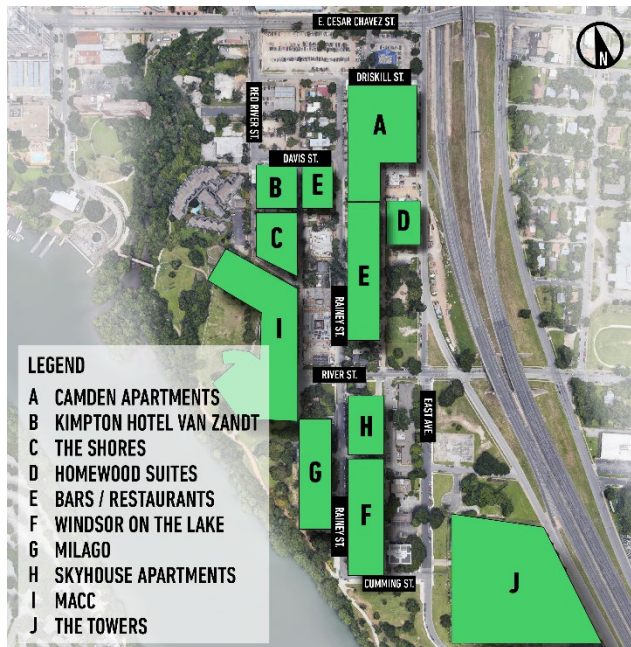 E. CESAR CHAVEZ ST.
N
DRISKILL ST.
RED RIVER ST.
A
DAVIS ST.
B
E
D
C
E
RAINEY ST.
I
RIVER ST.
EAST AVE.
H
G
F
RAINEY ST.
CUMMING ST.
J
LEGEND
A CAMDEN APARTMENTS
B KIMPTON HOTEL VAN ZANDT
C THE SHORES
D HOMEWOOD SUITES
E BARS / RESTAURANTS
F WINDSOR ON THE LAKE
G MILAGO
H SKYHOUSE APARTMENTS
I MACC
J THE TOWERS